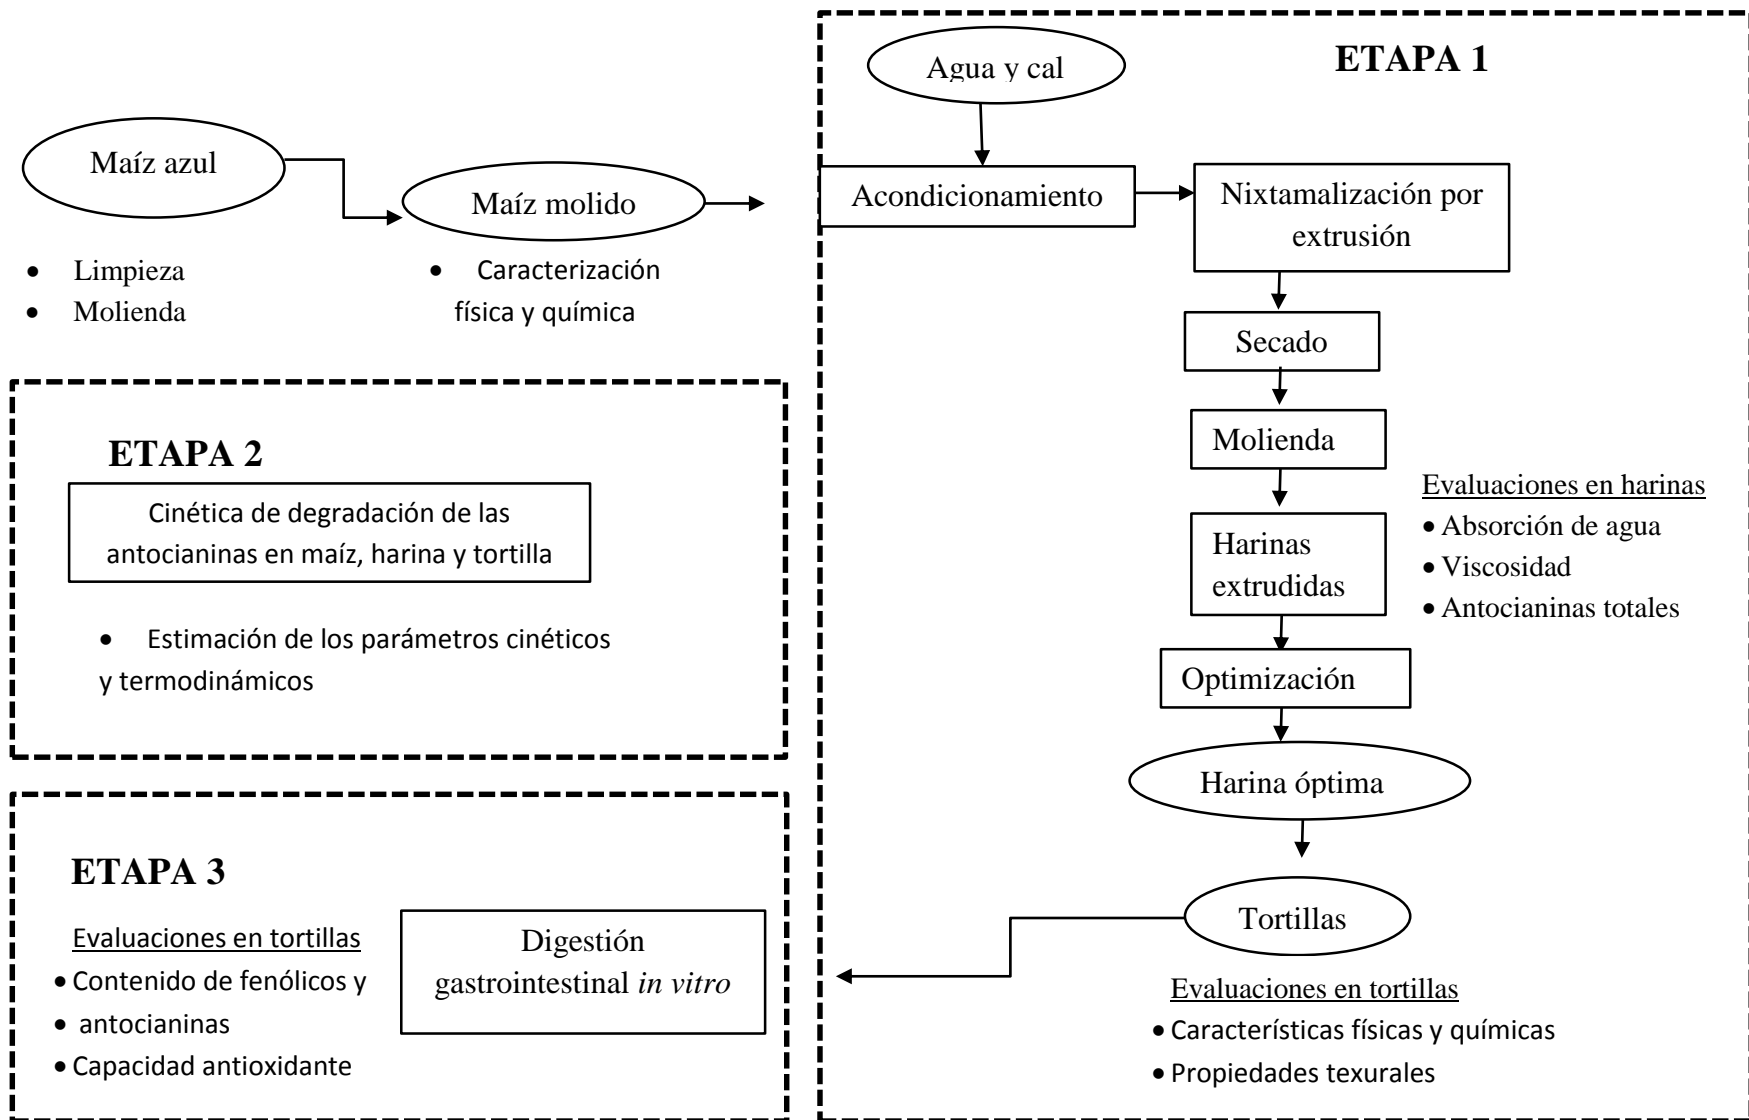 Maíz azul
• Limpieza
• Molienda
Maíz molido
• Caracterización
física y química
ETAPA 1
Agua y cal
Acondicionamiento
Nixtamalización por
extrusión
Secado
Molienda
Harinas
extrudidas
Evaluaciones en harinas
• Absorción de agua
• Viscosidad
• Antocianinas totales
Optimización
Harina óptima
Tortillas
Evaluaciones en tortillas
• Características físicas y químicas
• Propiedades texturales
ETAPA 2
Cinética de degradación de las
antocianinas en maíz, harina y tortilla
• Estimación de los parámetros cinéticos
y termodinámicos
ETAPA 3
Evaluaciones en tortillas
• Contenido de fenólicos y
• antocianinas
• Capacidad antioxidante
Digestión
gastrointestinal in vitro